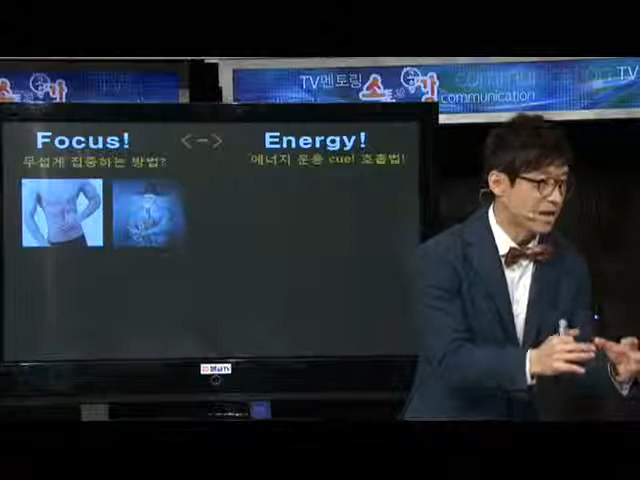 TV멘토링
communication
TV
Focus!
<->
Energy!
무섭게 집중하는 방법?
에너지 운용 cue! 호흡법!